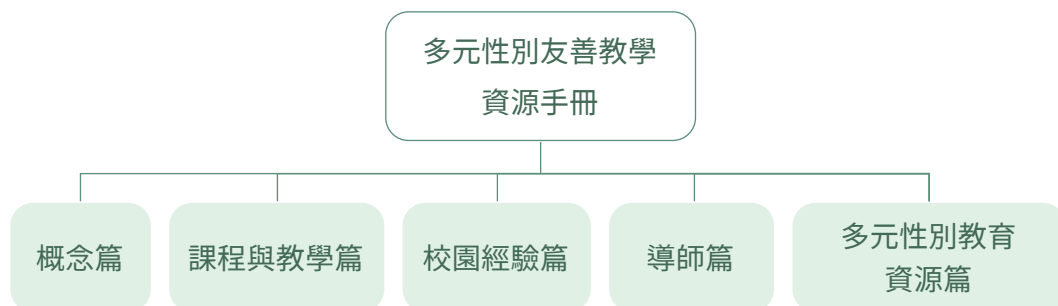 多元性別友善教學
資源手冊
概念篇
課程與教學篇
校園經驗篇
導師篇
多元性別教育
資源篇